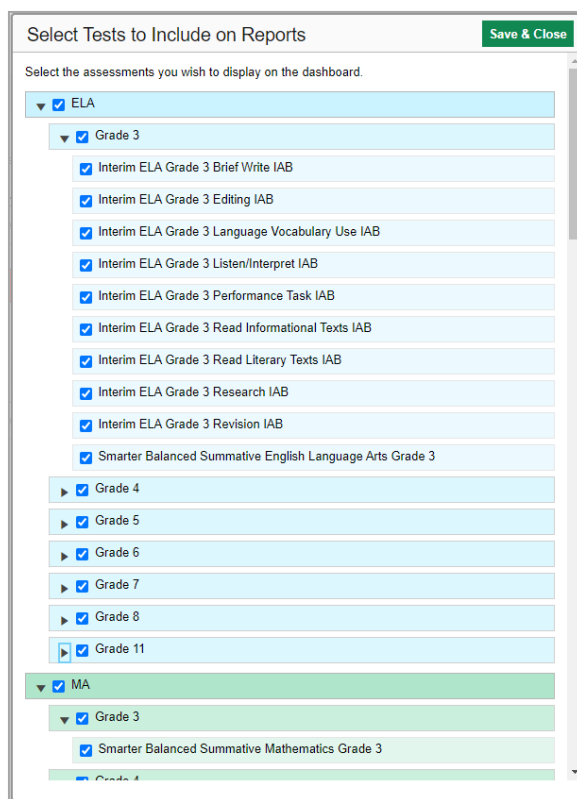 Select Tests to Include on Reports
Save & Close
Select the assessments you wish to display on the dashboard.
ELA
Grade 3
Interim ELA Grade 3 Brief Write IAB
Interim ELA Grade 3 Editing IAB
Interim ELA Grade 3 Language Vocabulary Use IAB
Interim ELA Grade 3 Listen/Interpret IAB
Interim ELA Grade 3 Performance Task IAB
Interim ELA Grade 3 Read Informational Texts IAB
Interim ELA Grade 3 Read Literary Texts IAB
Interim ELA Grade 3 Research IAB
Interim ELA Grade 3 Revision IAB
Smarter Balanced Summative English Language Arts Grade 3
Grade 4
Grade 5
Grade 6
Grade 7
Grade 8
Grade 11
MA
Grade 3
Smarter Balanced Summative Mathematics Grade 3
Grade 4